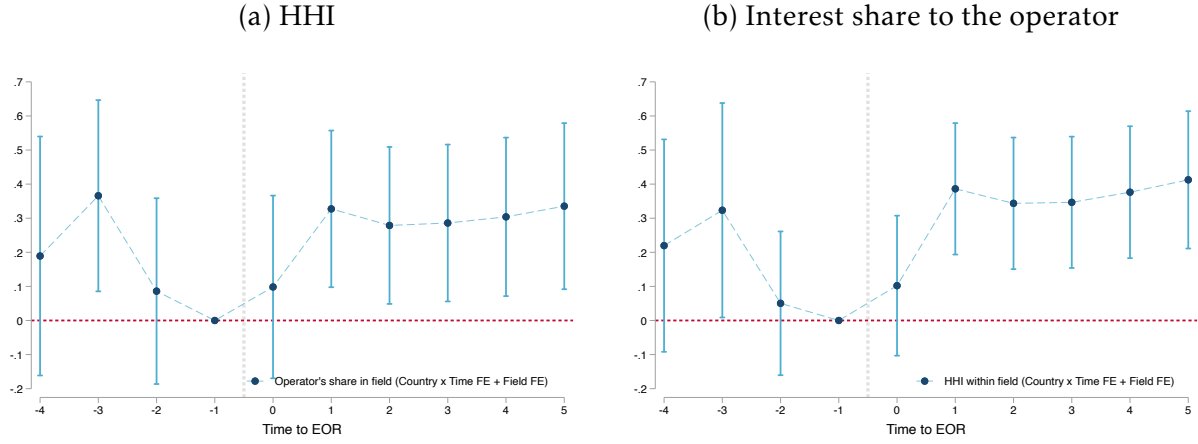 (a) HHI
(b) Interest share to the operator
.7
.6
.5
.4
.3
.2
.1
0
-.1
-.2
Operator's share in field (Country x Time FE + Field FE)
-4 -3 -2 -1 0 1 2 3 4 5
Time to EOR
.7
.6
.5
.4
.3
.2
.1
0
-.1
-.2
HHI within field (Country x Time FE + Field FE)
-4 -3 -2 -1 0 1 2 3 4 5
Time to EOR